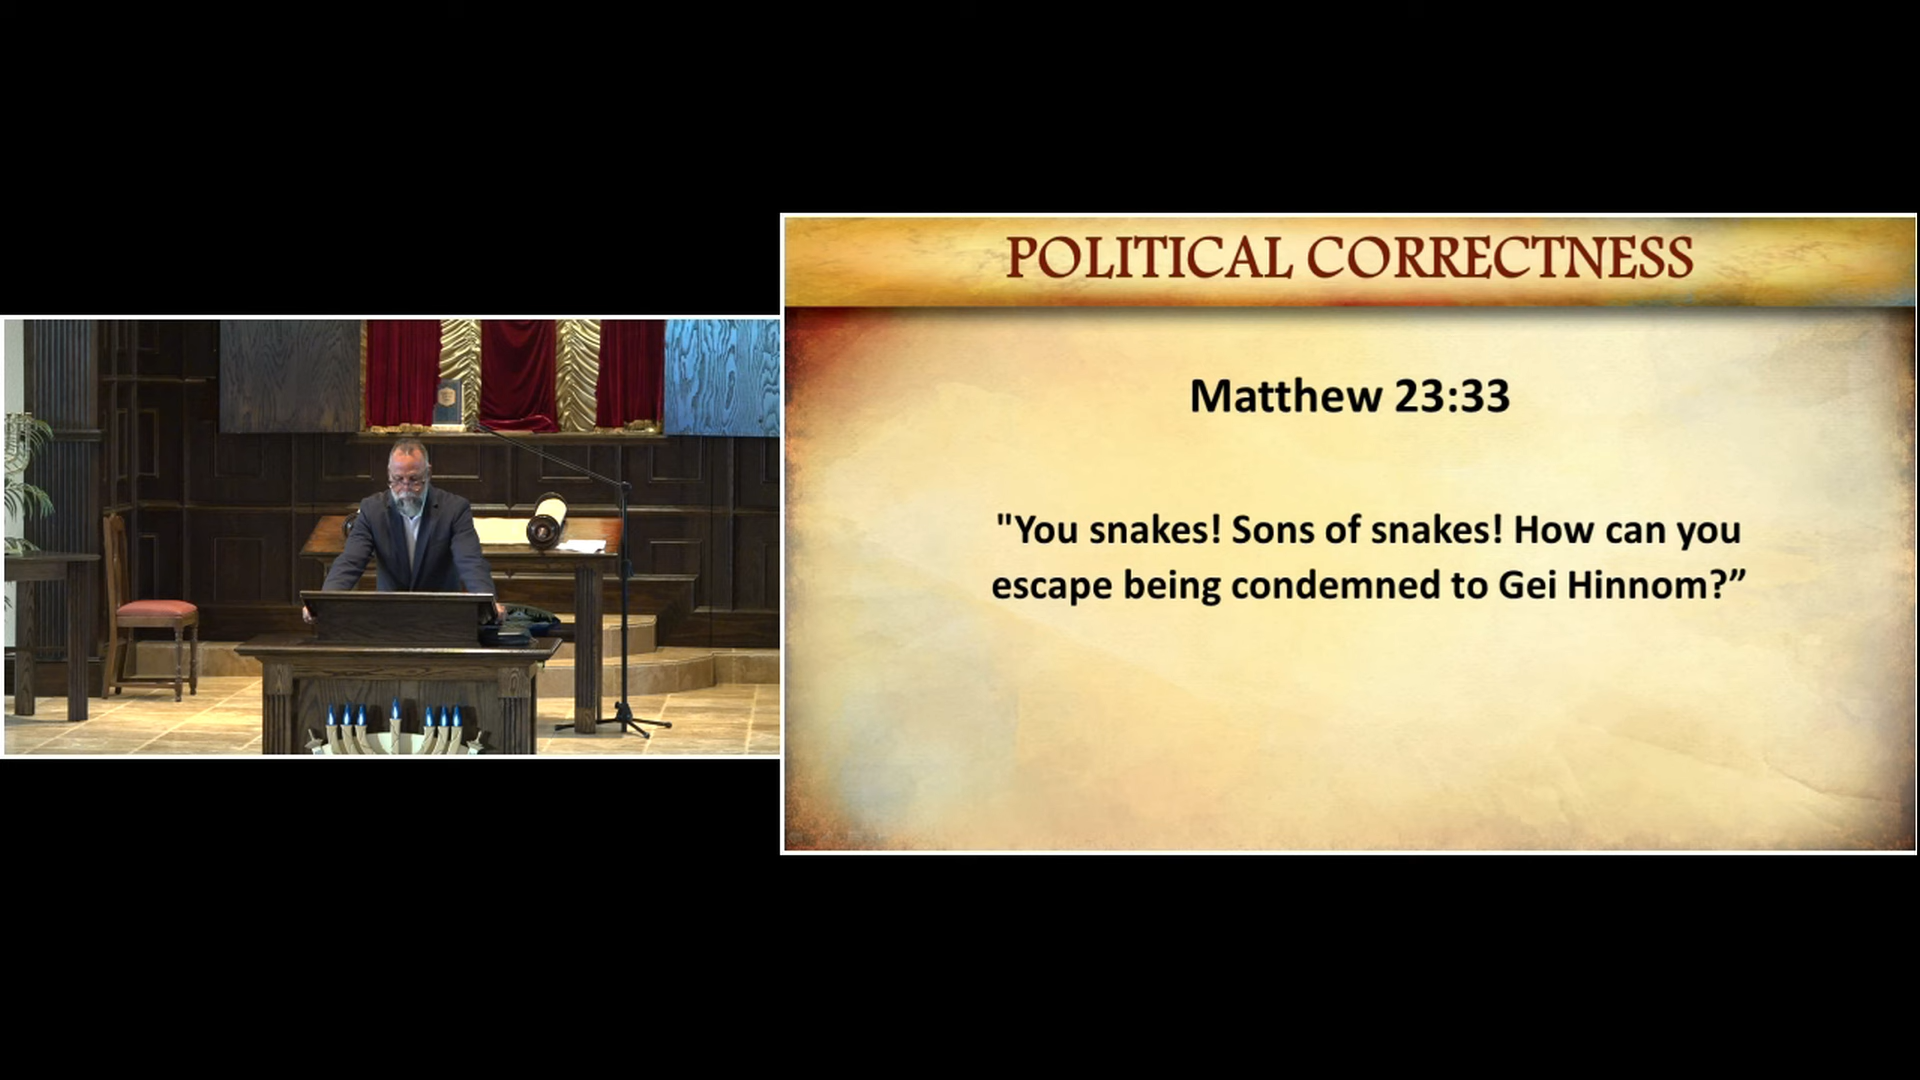 POLITICAL CORRECTNESS
Matthew 23:33
"You snakes! Sons of snakes! How can you
escape being condemned to Gei Hinnom?”